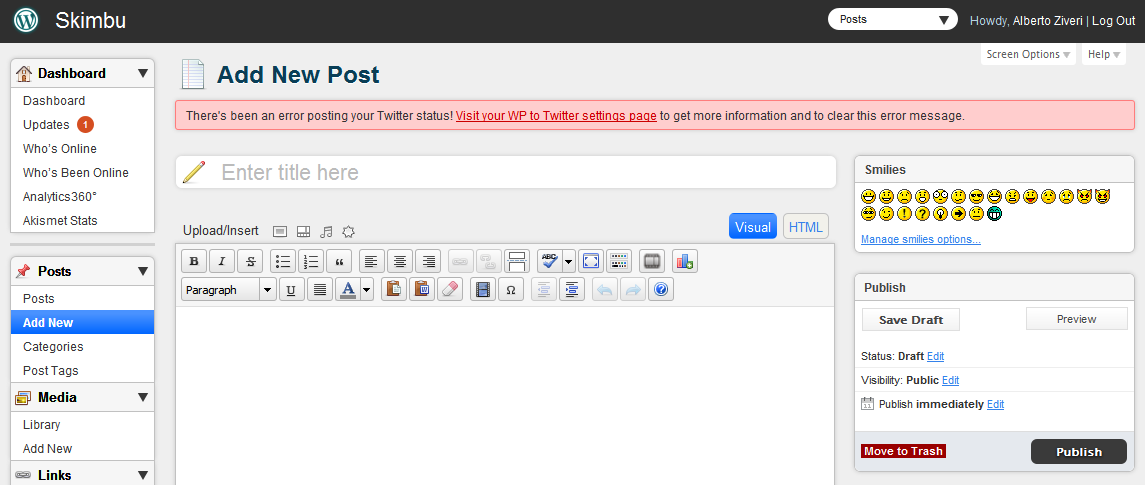 Skimbu
Posts
Howdy, Alberto Ziveri | Log Out
Screen Options
Help
Dashboard
Dashboard
Updates 1
Who's Online
Who's Been Online
Analytics360°
Akismet Stats
Posts
Posts
Add New
Categories
Post Tags
Media
Library
Add New
Links
Add New Post
There's been an error posting your Twitter status! Visit your WP to Twitter settings page to get more information and to clear this error message.
Enter title here
Upload/Insert
Visual
HTML
B I S ABC
Paragraph U A Ω
Smilies
Manage smilies options...
Publish
Save Draft
Preview
Status: Draft Edit
Visibility: Public Edit
Publish immediately Edit
Move to Trash
Publish